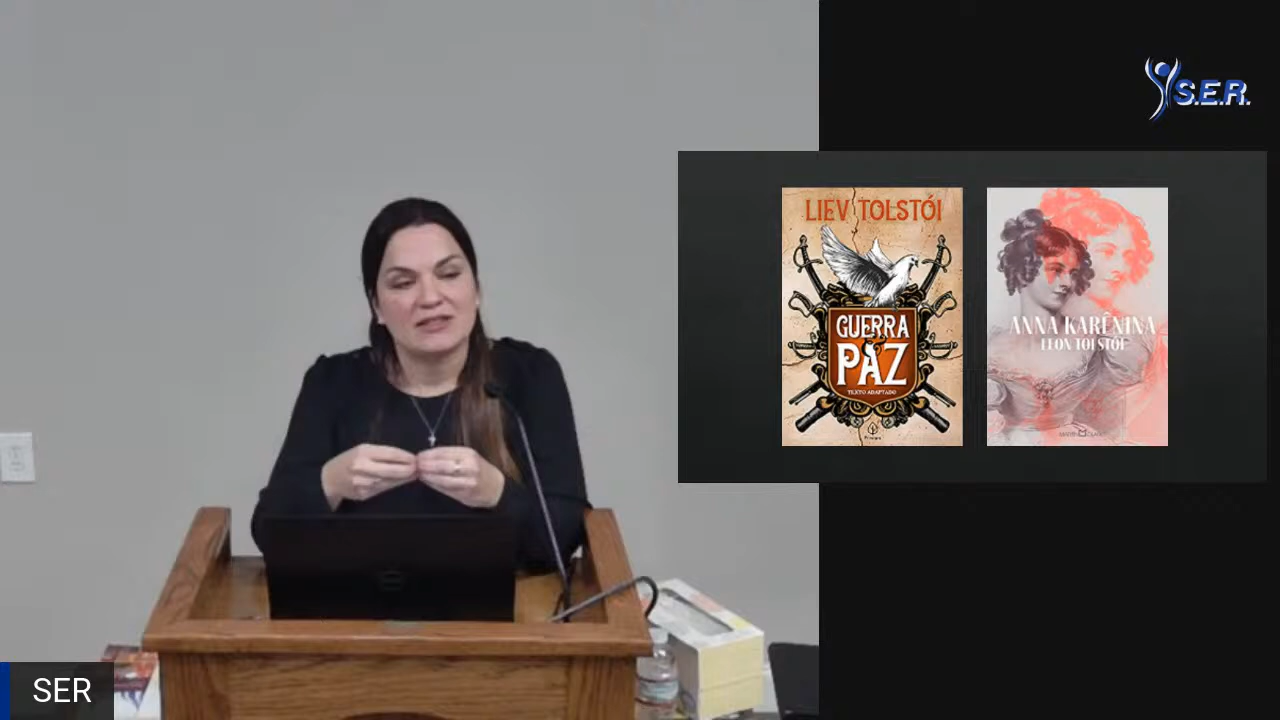 S.E.R.
LIEV TOLSTÓI
GUERRA
&
PAZ
TEXTO ADAPTADO
ANNA KARÊNINA
LEON TOLSTÓI
SER